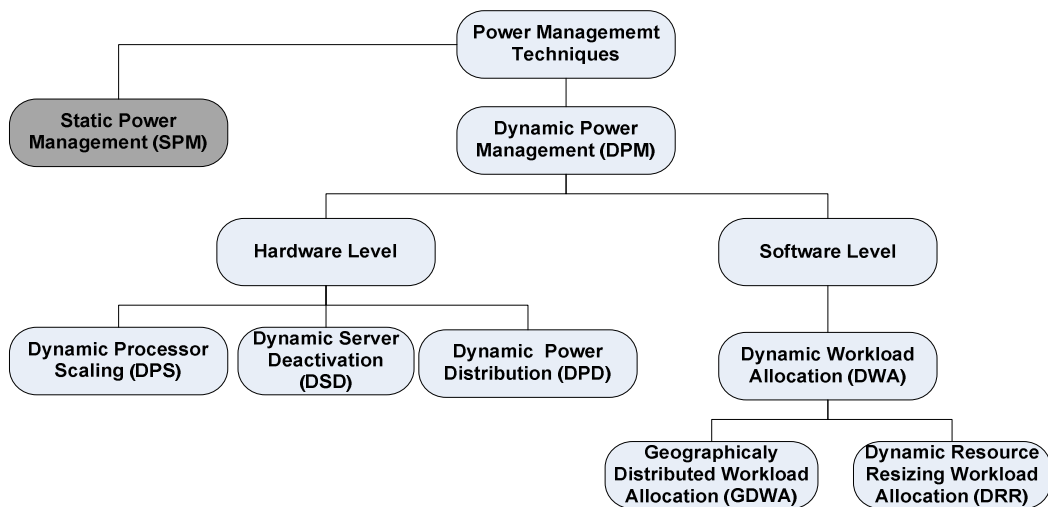 Power Managememt
Techniques
Static Power
Management (SPM)
Dynamic Power
Management (DPM)
Hardware Level
Software Level
Dynamic Processor
Scaling (DPS)
Dynamic Server
Deactivation
(DSD)
Dynamic Power
Distribution (DPD)
Dynamic Workload
Allocation (DWA)
Geographicaly
Distributed Workload
Allocation (GDWA)
Dynamic Resource
Resizing Workload
Allocation (DRR)